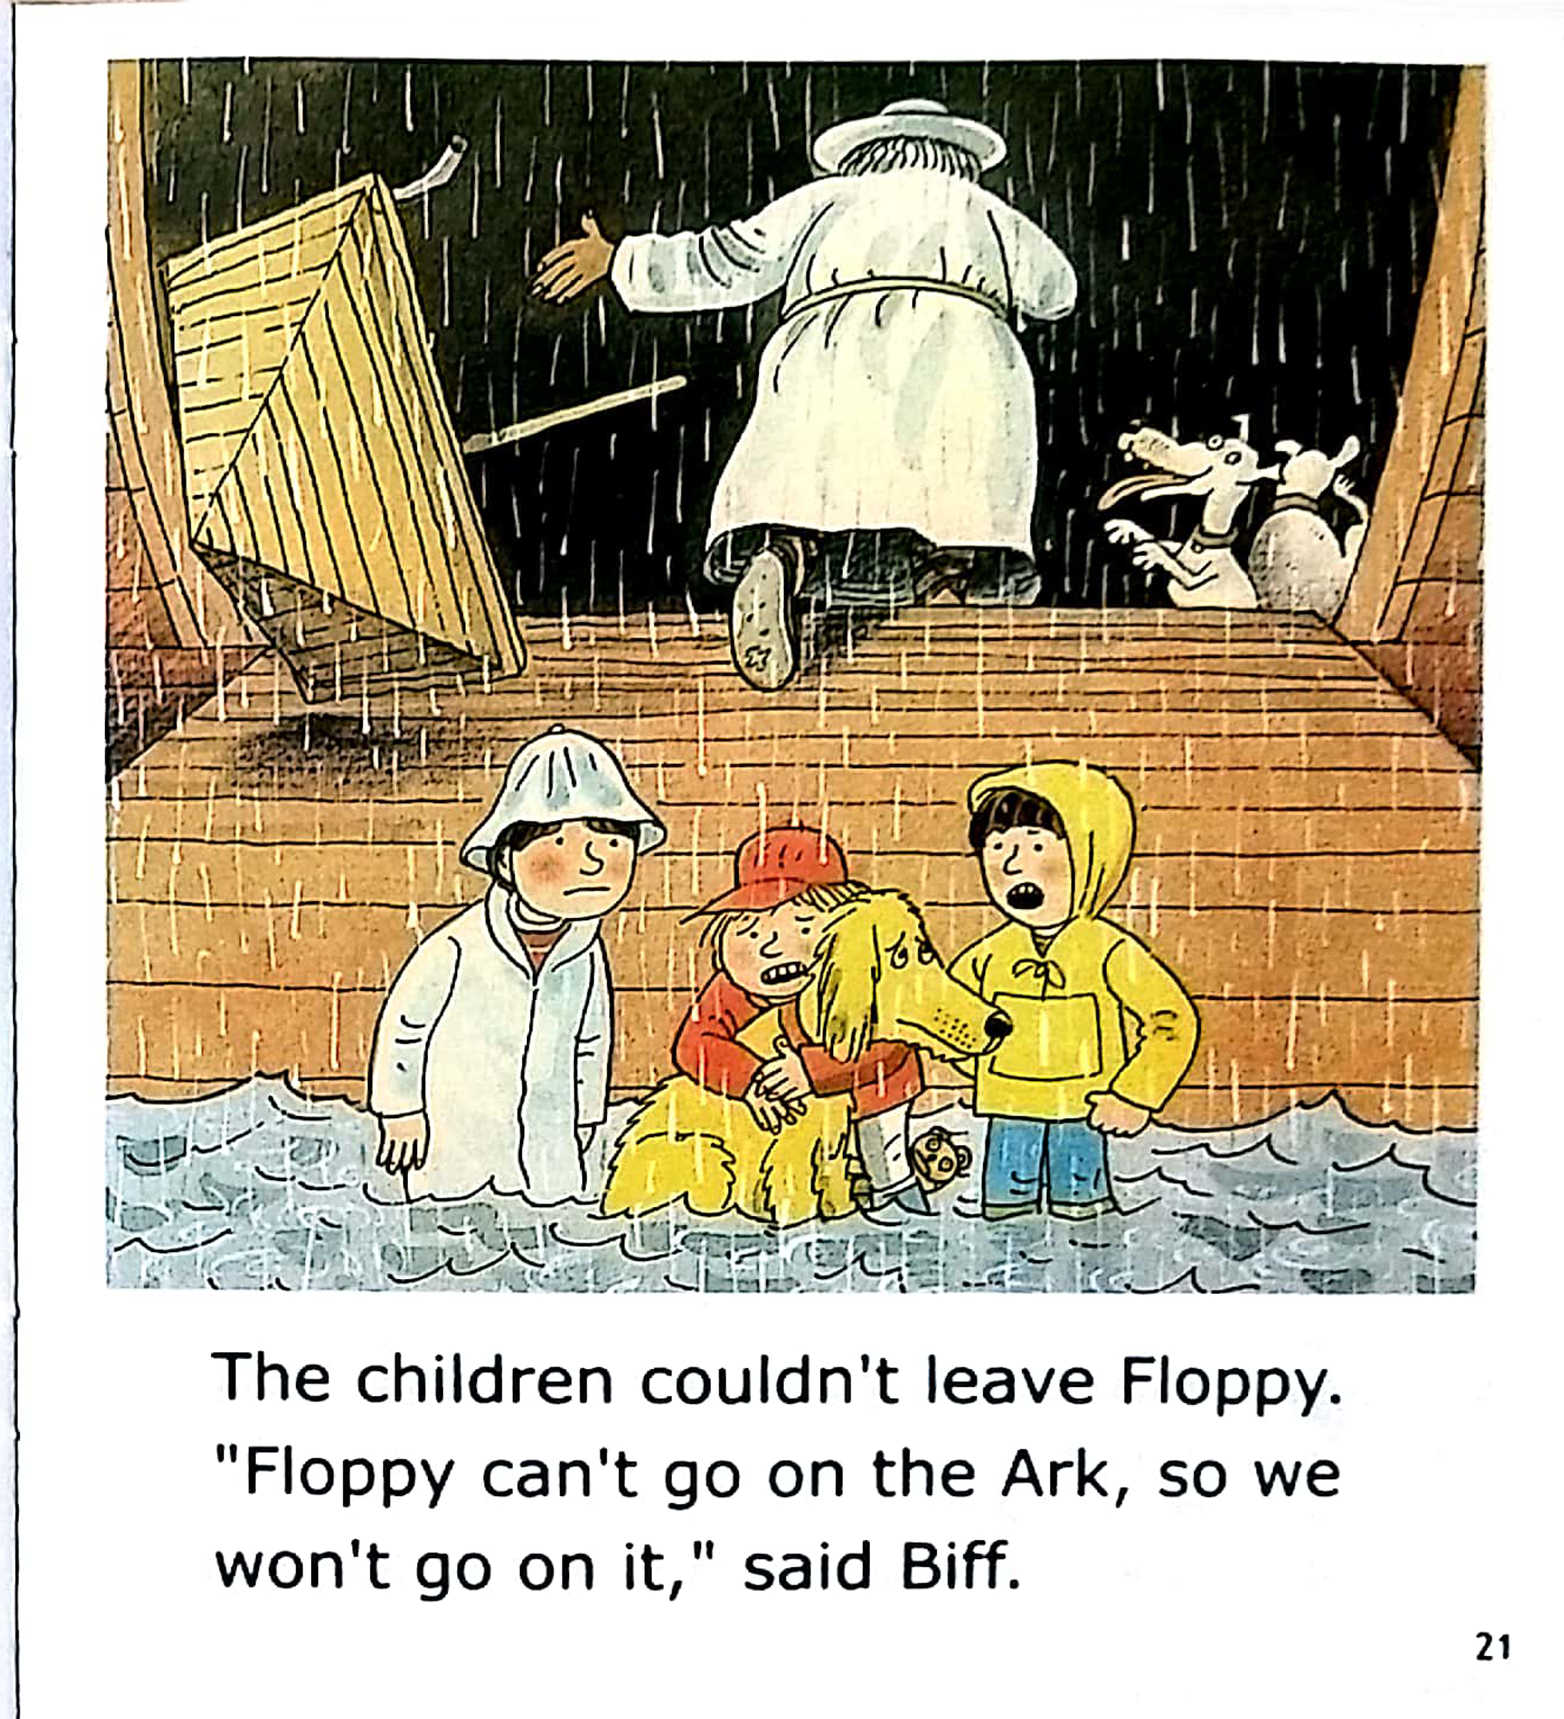 The children couldn't leave Floppy.
"Floppy can't go on the Ark, so we
won't go on it," said Biff.
21